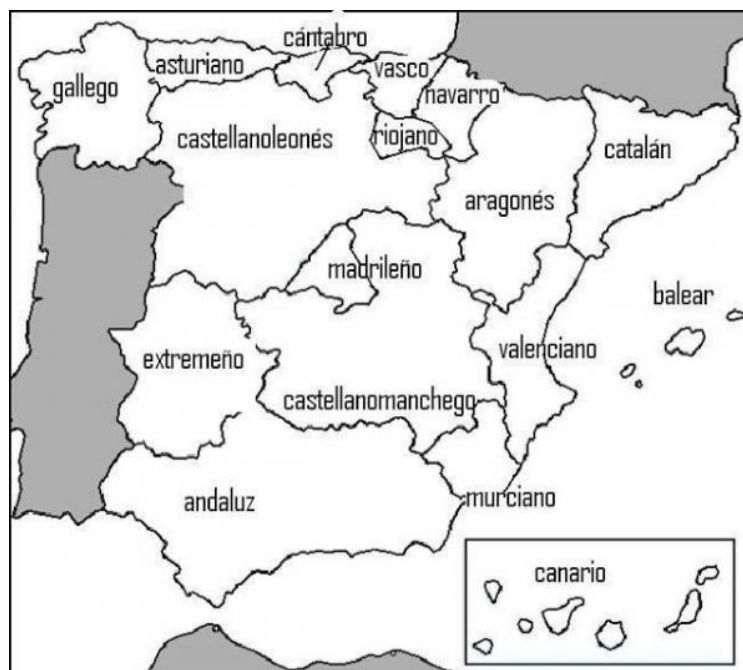 cántabro
asturiano
vasco
gallego
navarro
castellanoleonés
riojano
catalán
aragonés
madrileño
balear
valenciano
extremeño
castellanomanchego
andaluz
murciano
canario